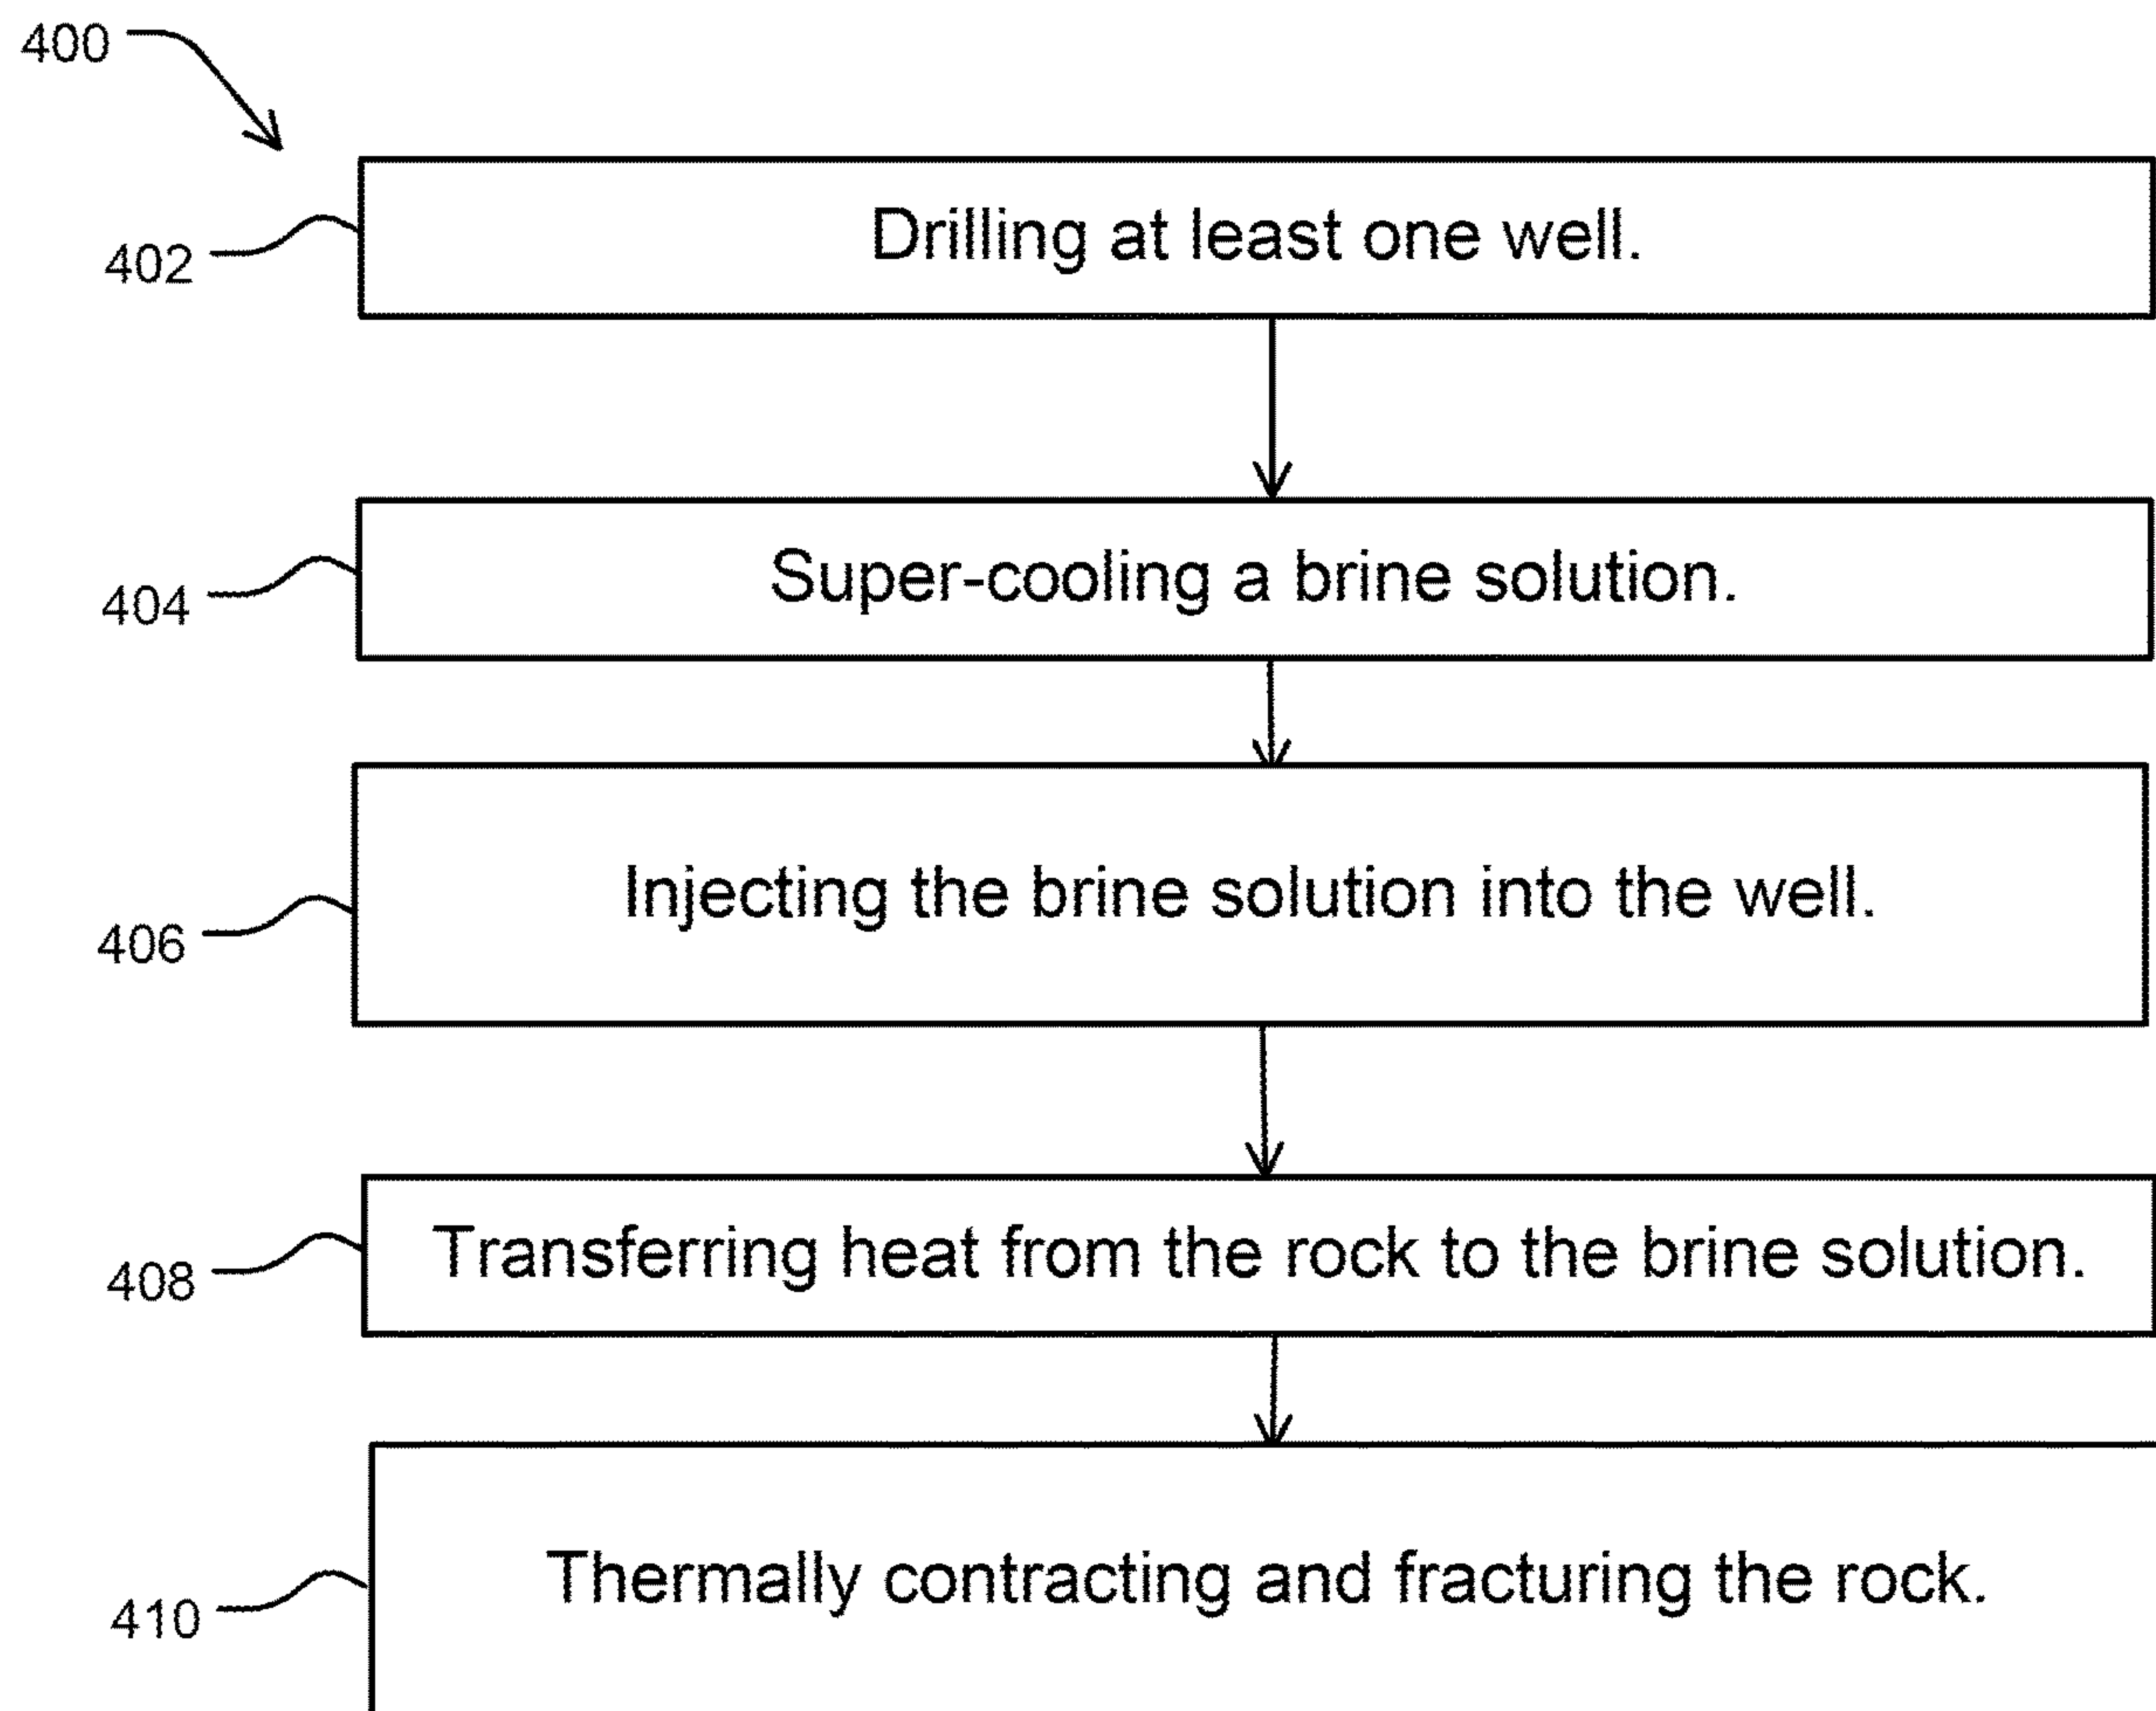 400
Drilling at least one well.
402
Super-cooling a brine solution.
404
Injecting the brine solution into the well.
406
Transferring heat from the rock to the brine solution.
408
Thermally contracting and fracturing the rock.
410